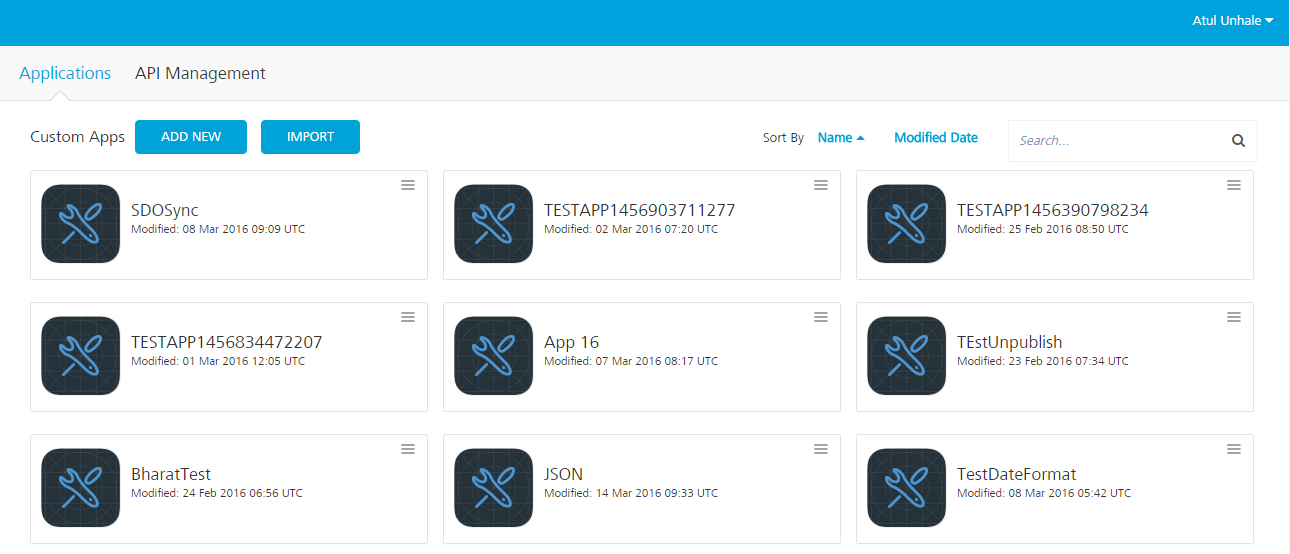 Atul Unhale
Applications API Management
Custom Apps ADD NEW IMPORT Sort By Name Modified Date Search...
SDOSync
Modified: 08 Mar 2016 09:09 UTC
TESTAPP1456903711277
Modified: 02 Mar 2016 07:20 UTC
TESTAPP1456390798234
Modified: 25 Feb 2016 08:50 UTC
TESTAPP1456834472207
Modified: 01 Mar 2016 12:05 UTC
App 16
Modified: 07 Mar 2016 08:17 UTC
TEstUnpublish
Modified: 23 Feb 2016 07:34 UTC
BharatTest
Modified: 24 Feb 2016 06:56 UTC
JSON
Modified: 14 Mar 2016 09:33 UTC
TestDateFormat
Modified: 08 Mar 2016 05:42 UTC